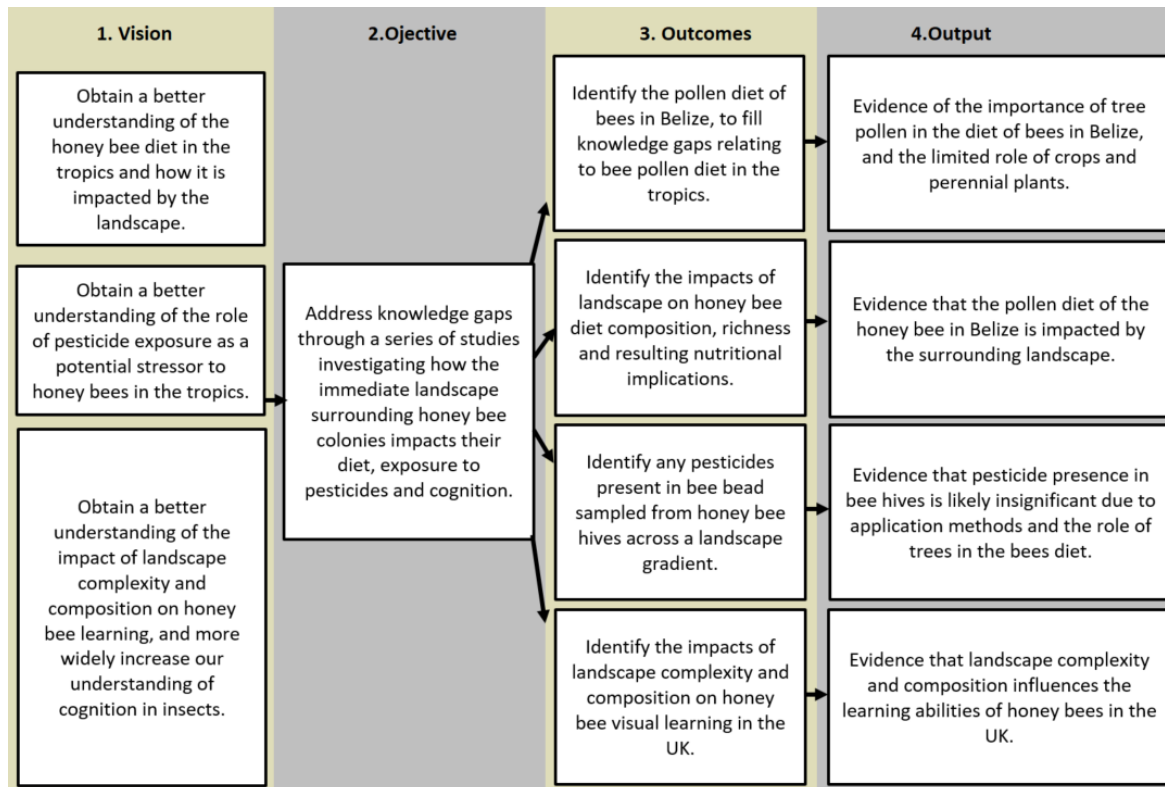 1. Vision
2.Ojective
3. Outcomes
4.Output
Obtain a better
understanding of the
honey bee diet in the
tropics and how it is
impacted by the
landscape.
Obtain a better
understanding of the role
of pesticide exposure as a
potential stressor to
honey bees in the tropics.
Obtain a better
understanding of the
impact of landscape
complexity and
composition on honey
bee learning, and more
widely increase our
understanding of
cognition in insects.
Address knowledge gaps
through a series of studies
investigating how the
immediate landscape
surrounding honey bee
colonies impacts their
diet, exposure to
pesticides and cognition.
Identify the pollen diet of
bees in Belize, to fill
knowledge gaps relating
to bee pollen diet in the
tropics.
Identify the impacts of
landscape on honey bee
diet composition, richness
and resulting nutritional
implications.
Identify any pesticides
present in bee bead
sampled from honey bee
hives across a landscape
gradient.
Identify the impacts of
landscape complexity and
composition on honey
bee visual learning in the
UK.
Evidence of the importance of tree
pollen in the diet of bees in Belize,
and the limited role of crops and
perennial plants.
Evidence that the pollen diet of the
honey bee in Belize is impacted by
the surrounding landscape.
Evidence that pesticide presence in
bee hives is likely insignificant due to
application methods and the role of
trees in the bees diet.
Evidence that landscape complexity
and composition influences the
learning abilities of honey bees in the
UK.